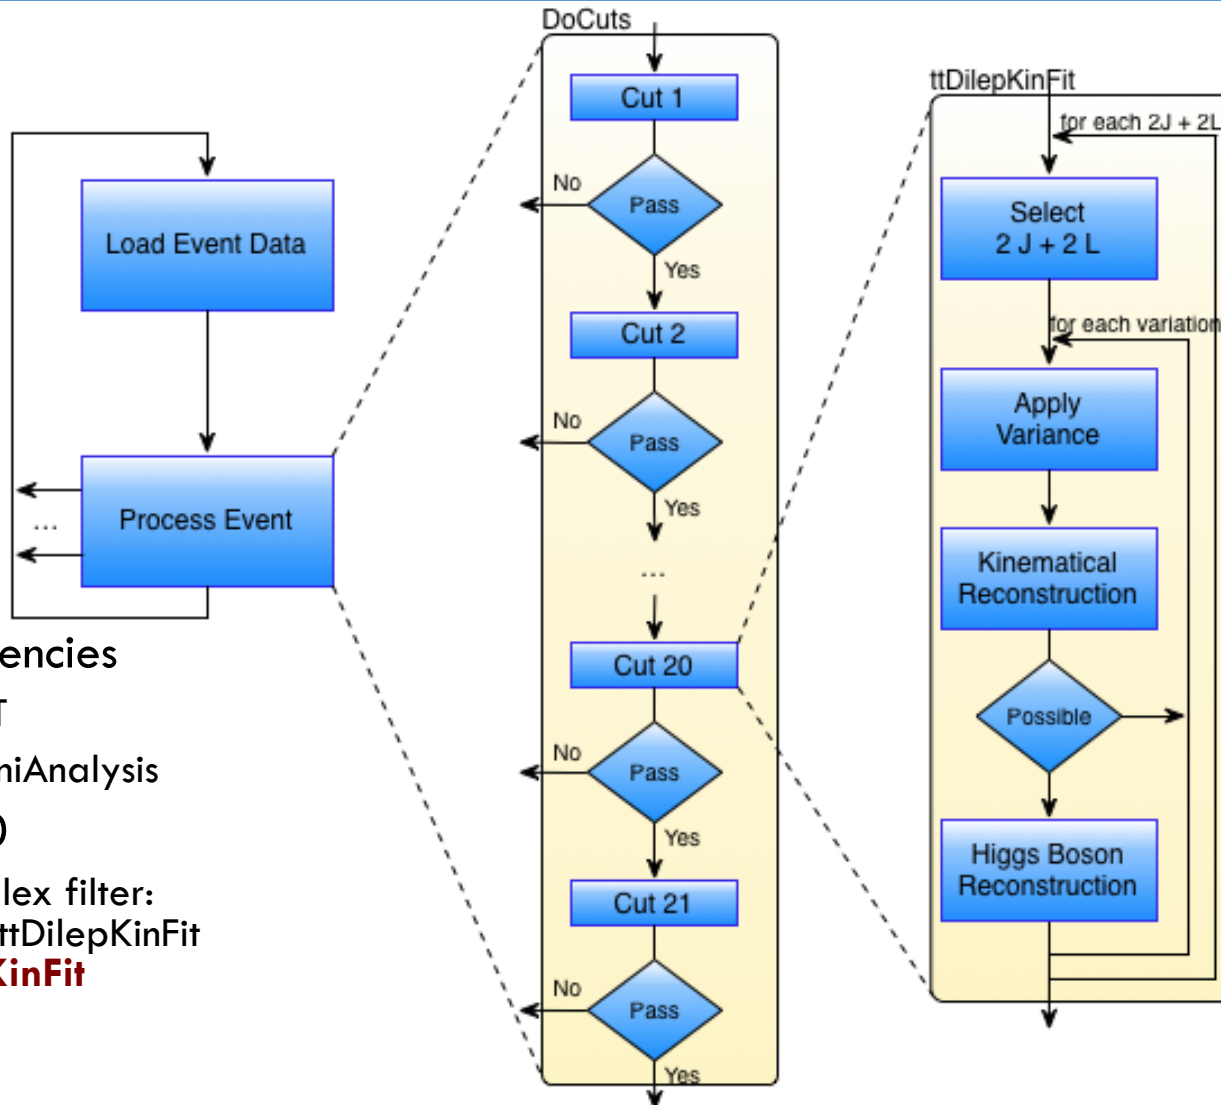 Load Event Data
Process Event
...
encies
T
niAnalysis
)
lex filter:
ttDilepKinFit
KinFit
DoCuts
Cut 1
Pass
No
Yes
Cut 2
Pass
No
Yes
...
Cut 20
Pass
No
Yes
Cut 21
Pass
No
Yes
ttDilepKinFit
for each 2J + 2L
Select
2 J + 2 L
for each variation
Apply
Variance
Kinematical
Reconstruction
Possible
Higgs Boson
Reconstruction